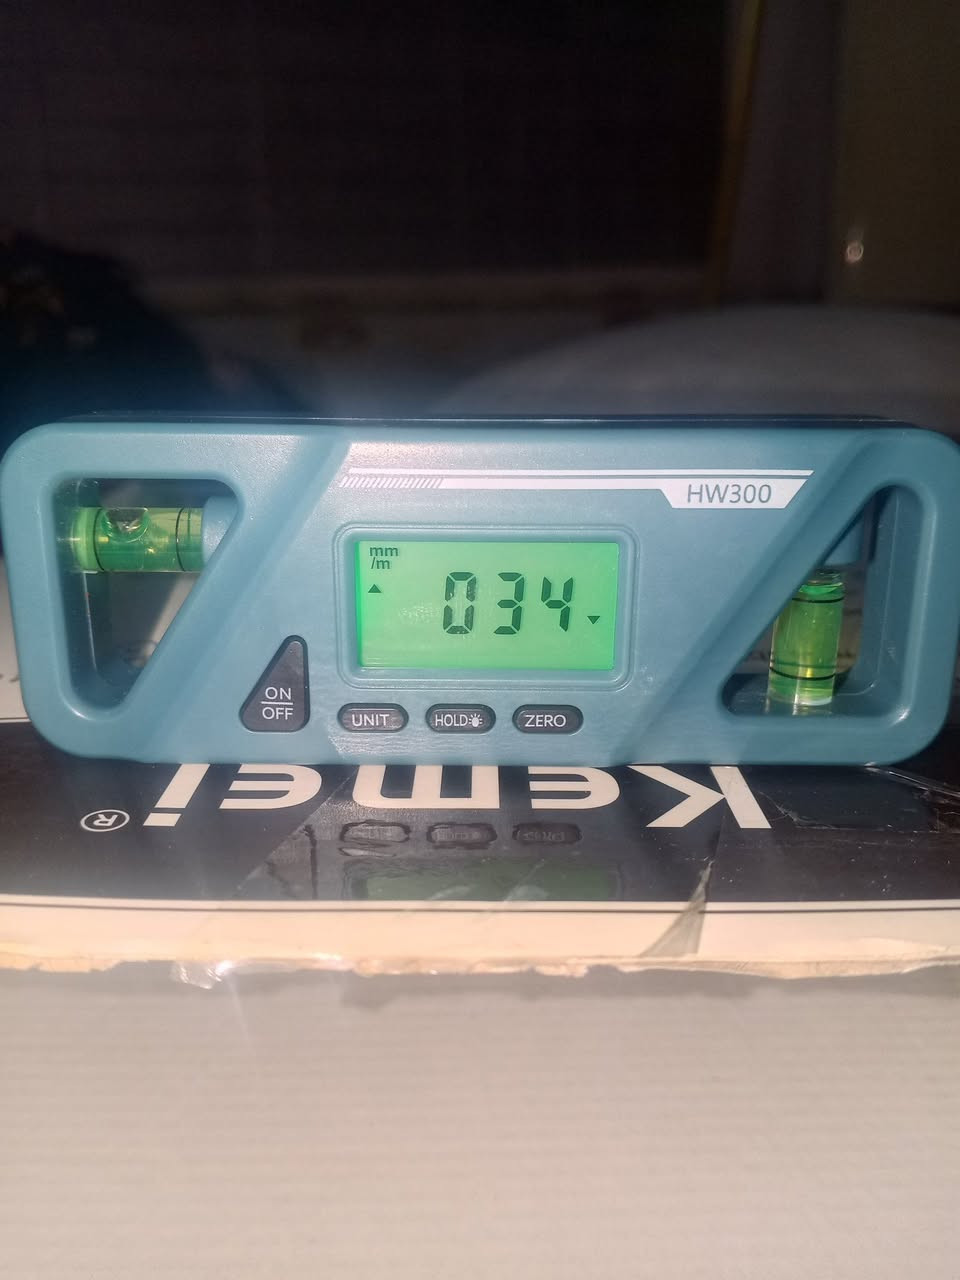 HW300
mm
/m
034
ON
OFF
UNIT
HOLD
ZERO
Kemei®